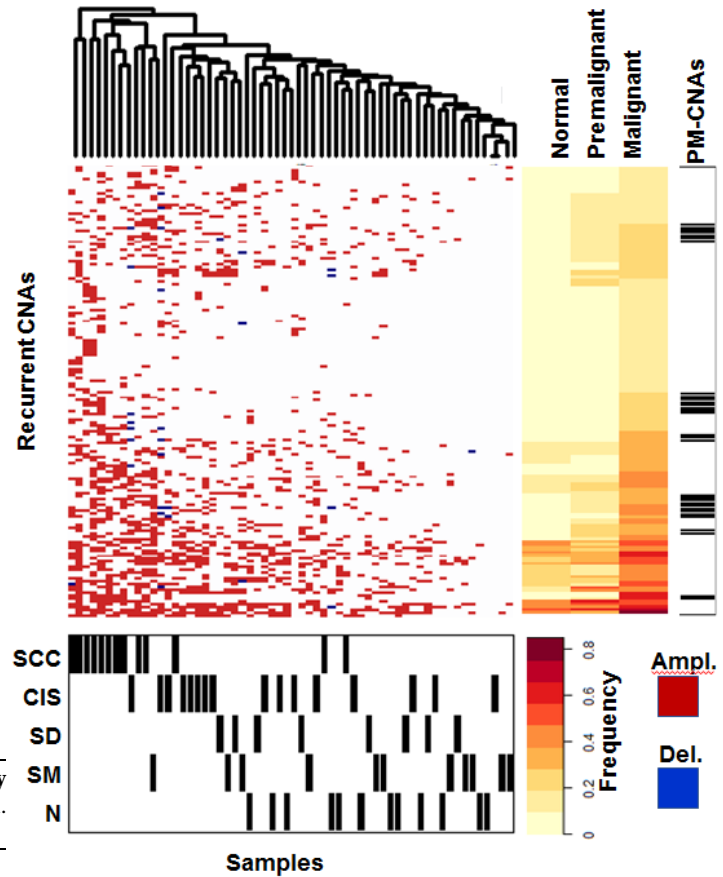 Normal
Premalignant
Malignant
PM-CNAs
Recurrent CNAs
SCC
CIS
SD
SM
N
Samples
0
0.2
0.4
0.6
0.8
Frequency
Ampl.
Del.
y
.